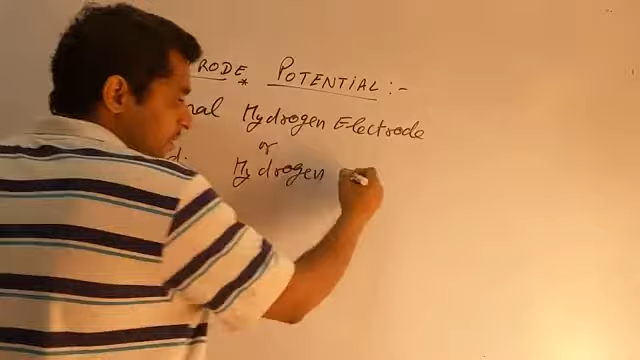 RODE POTENTIAL :-
nal Hydrogen Electrode
or
d. Hydrogen